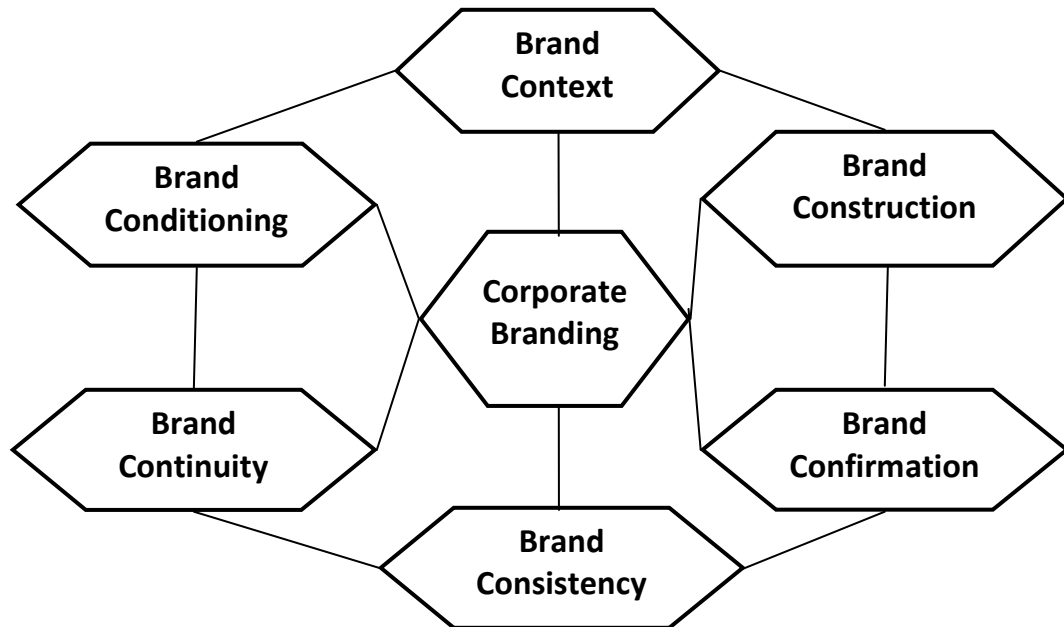 Brand
Context
Brand
Conditioning
Brand
Construction
Corporate
Branding
Brand
Continuity
Brand
Confirmation
Brand
Consistency